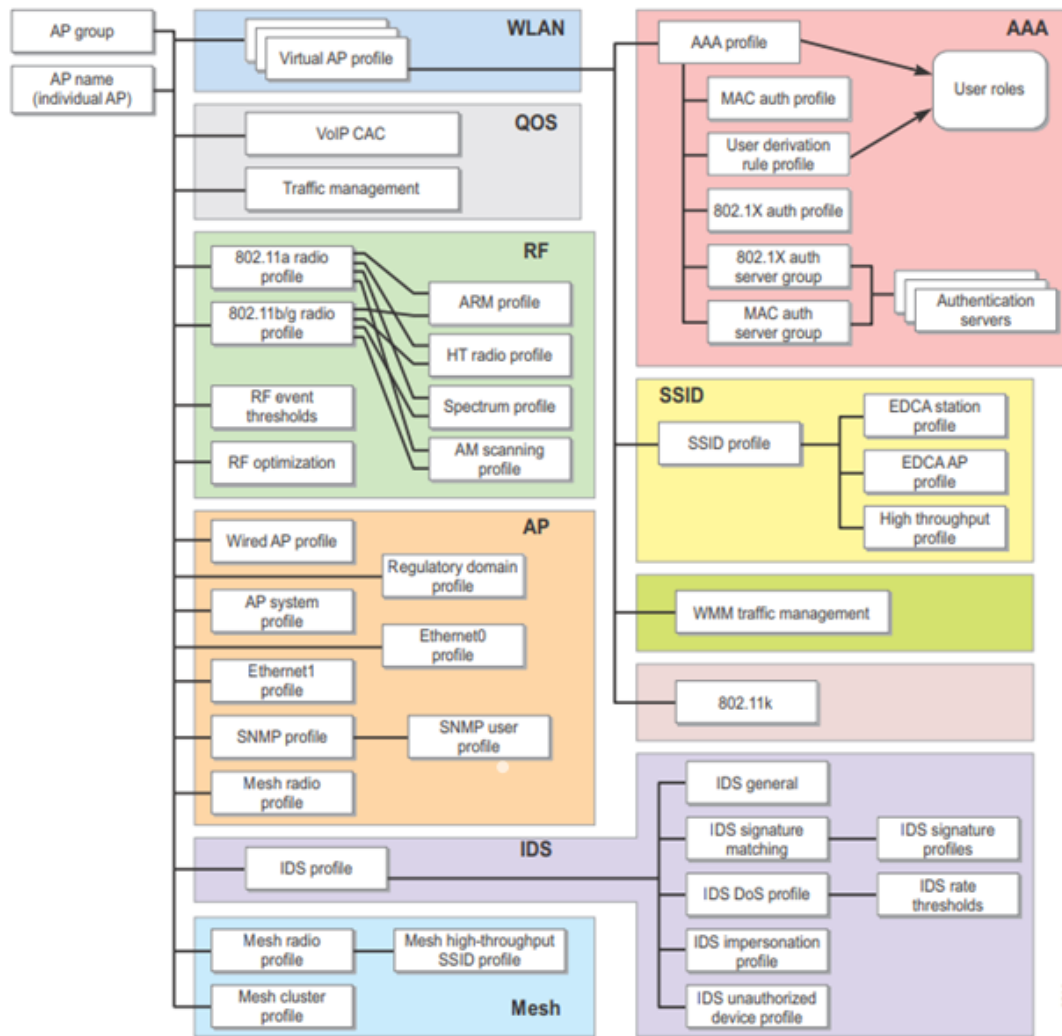 AP group
AP name
(individual AP)
WLAN
Virtual AP profile
QOS
VoIP CAC
Traffic management
RF
802.11a radio
profile
802.11b/g radio
profile
RF event
thresholds
RF optimization
ARM profile
HT radio profile
Spectrum profile
AM scanning
profile
AP
Wired AP profile
Regulatory domain
profile
AP system
profile
Ethernet0
profile
Ethernet1
profile
SNMP profile
SNMP user
profile
Mesh radio
profile
IDS
IDS profile
Mesh radio
profile
Mesh high-throughput
SSID profile
Mesh cluster
profile
Mesh
AAA
AAA profile
User roles
MAC auth profile
User derivation
rule profile
802.1X auth profile
802.1X auth
server group
MAC auth
server group
Authentication
servers
SSID
SSID profile
EDCA station
profile
EDCA AP
profile
High throughput
profile
WMM traffic management
802.11k
IDS general
IDS signature
matching
IDS signature
profiles
IDS DoS profile
IDS rate
thresholds
IDS impersonation
profile
IDS unauthorized
device profile